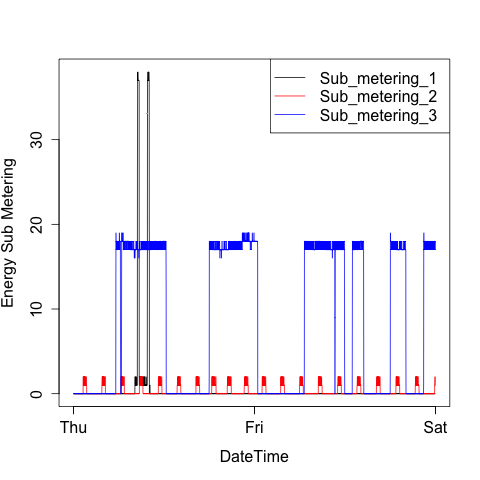 Sub_metering_1
Sub_metering_2
Sub_metering_3
Energy Sub Metering
30
20
10
0
Thu Fri Sat
DateTime